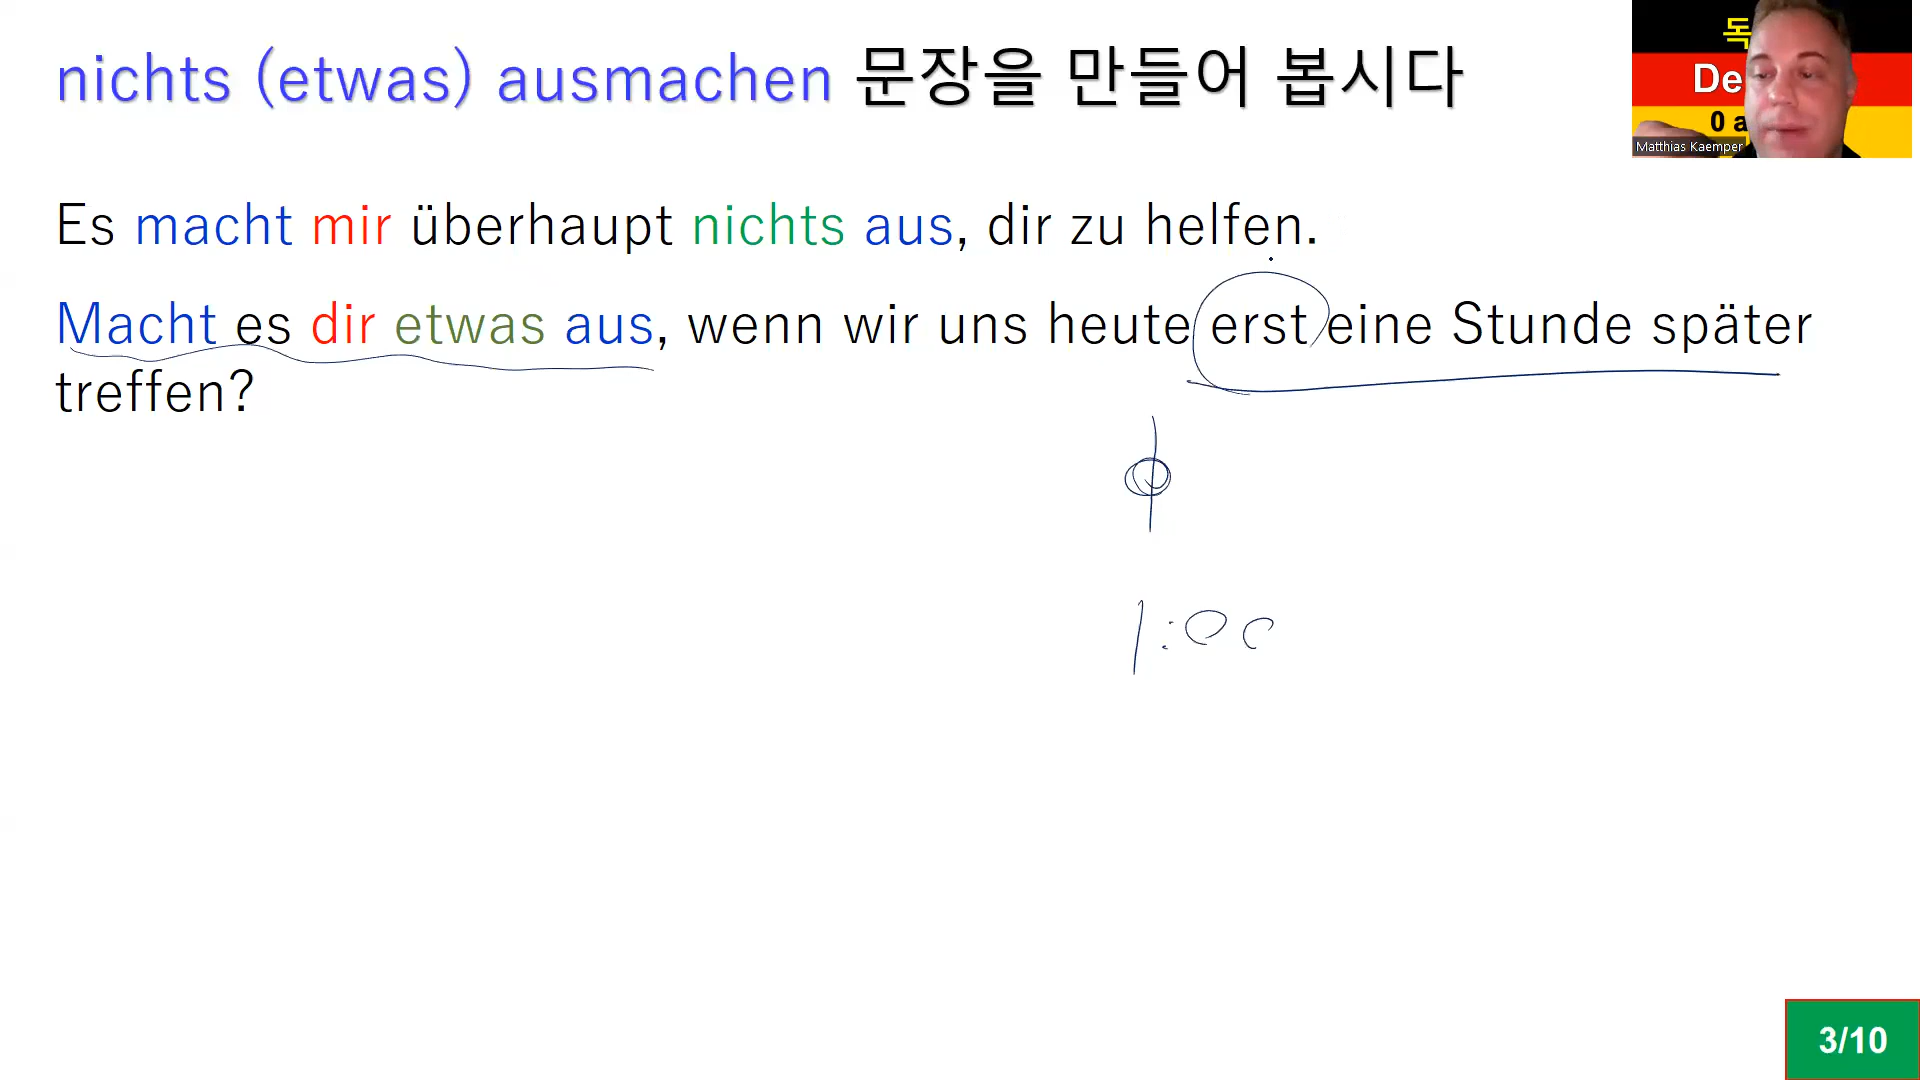 nichts (etwas) ausmachen 문장을 만들어 봅시다
독
De
0 a
Matthias Kaemper
Es macht mir überhaupt nichts aus, dir zu helfen.
Macht es dir etwas aus, wenn wir uns heute erst eine Stunde später
treffen?
1:00
3/10